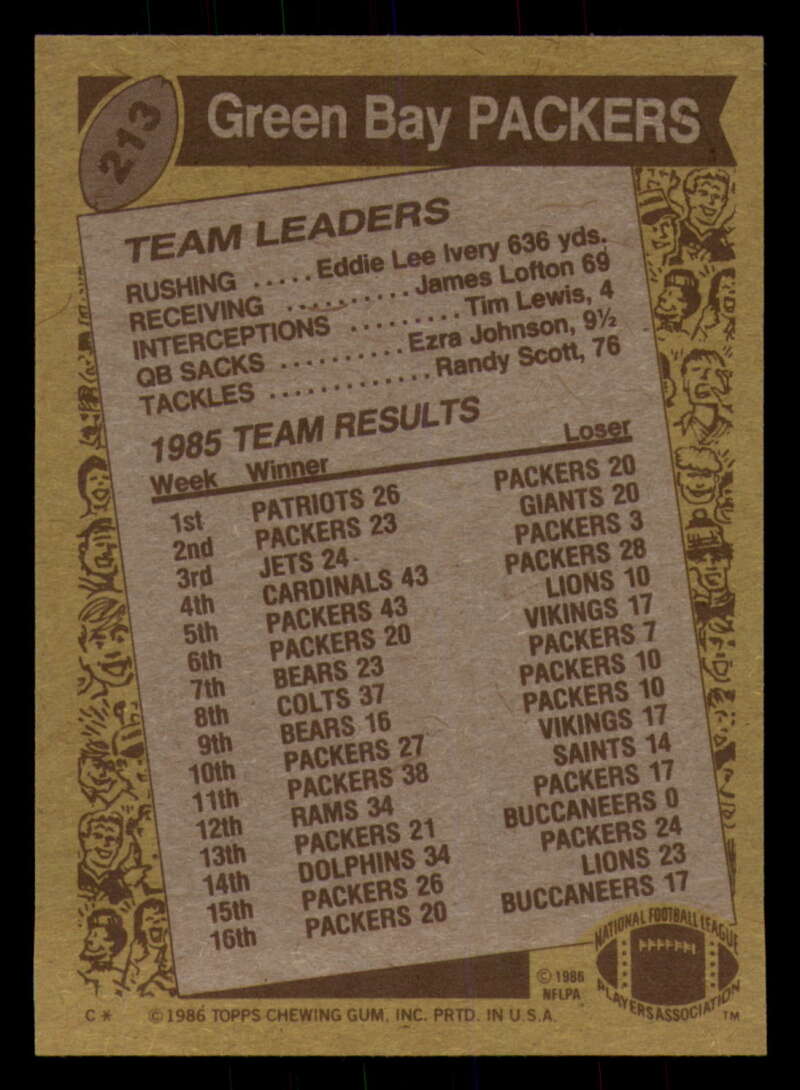 213
Green Bay PACKERS
TEAM LEADERS
RUSHING ..... Eddie Lee Ivery 636 yds.
RECEIVING .......... James Lofton 69
INTERCEPTIONS ......... Tim Lewis, 4
QB SACKS .......... Ezra Johnson, 9½
TACKLES ............. Randy Scott, 76
1985 TEAM RESULTS
Week Winner Loser
1st PATRIOTS 26 PACKERS 20
2nd PACKERS 23 GIANTS 20
3rd JETS 24 PACKERS 3
4th CARDINALS 43 PACKERS 28
5th PACKERS 43 LIONS 10
6th PACKERS 20 VIKINGS 17
7th BEARS 23 PACKERS 7
8th COLTS 37 PACKERS 10
9th BEARS 16 PACKERS 10
10th PACKERS 27 VIKINGS 17
11th PACKERS 38 SAINTS 14
12th RAMS 34 PACKERS 17
13th PACKERS 21 BUCCANEERS 0
14th DOLPHINS 34 PACKERS 24
15th PACKERS 26 LIONS 23
16th PACKERS 20 BUCCANEERS 17
NATIONAL FOOTBALL LEAGUE
PLAYERS ASSOCIATION TM
© 1986
NFLPA
C* © 1986 TOPPS CHEWING GUM, INC. PRTD. IN U.S.A.